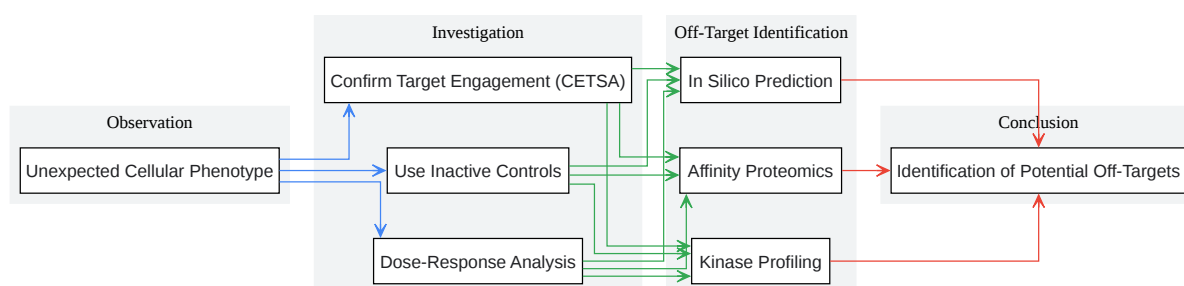 Investigation
Off-Target Identification
Confirm Target Engagement (CETSA)
In Silico Prediction
Observation
Conclusion
Unexpected Cellular Phenotype
Use Inactive Controls
Affinity Proteomics
Identification of Potential Off-Targets
Dose-Response Analysis
Kinase Profiling